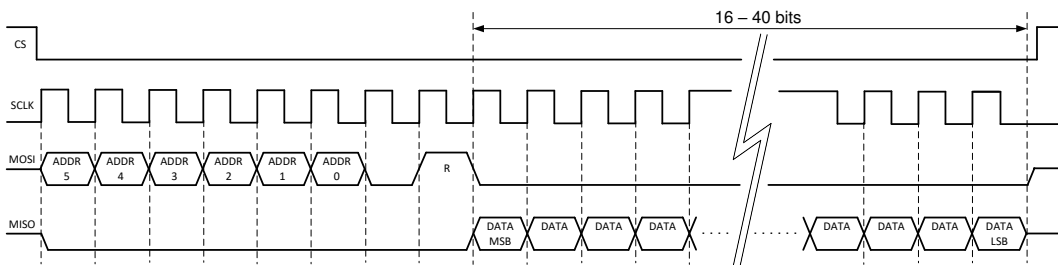 16 – 40 bits
CS
SCLK
MOSI
ADDR
5
ADDR
4
ADDR
3
ADDR
2
ADDR
1
ADDR
0
R
MISO
DATA
MSB
DATA
DATA
DATA
DATA
DATA
DATA
DATA
LSB